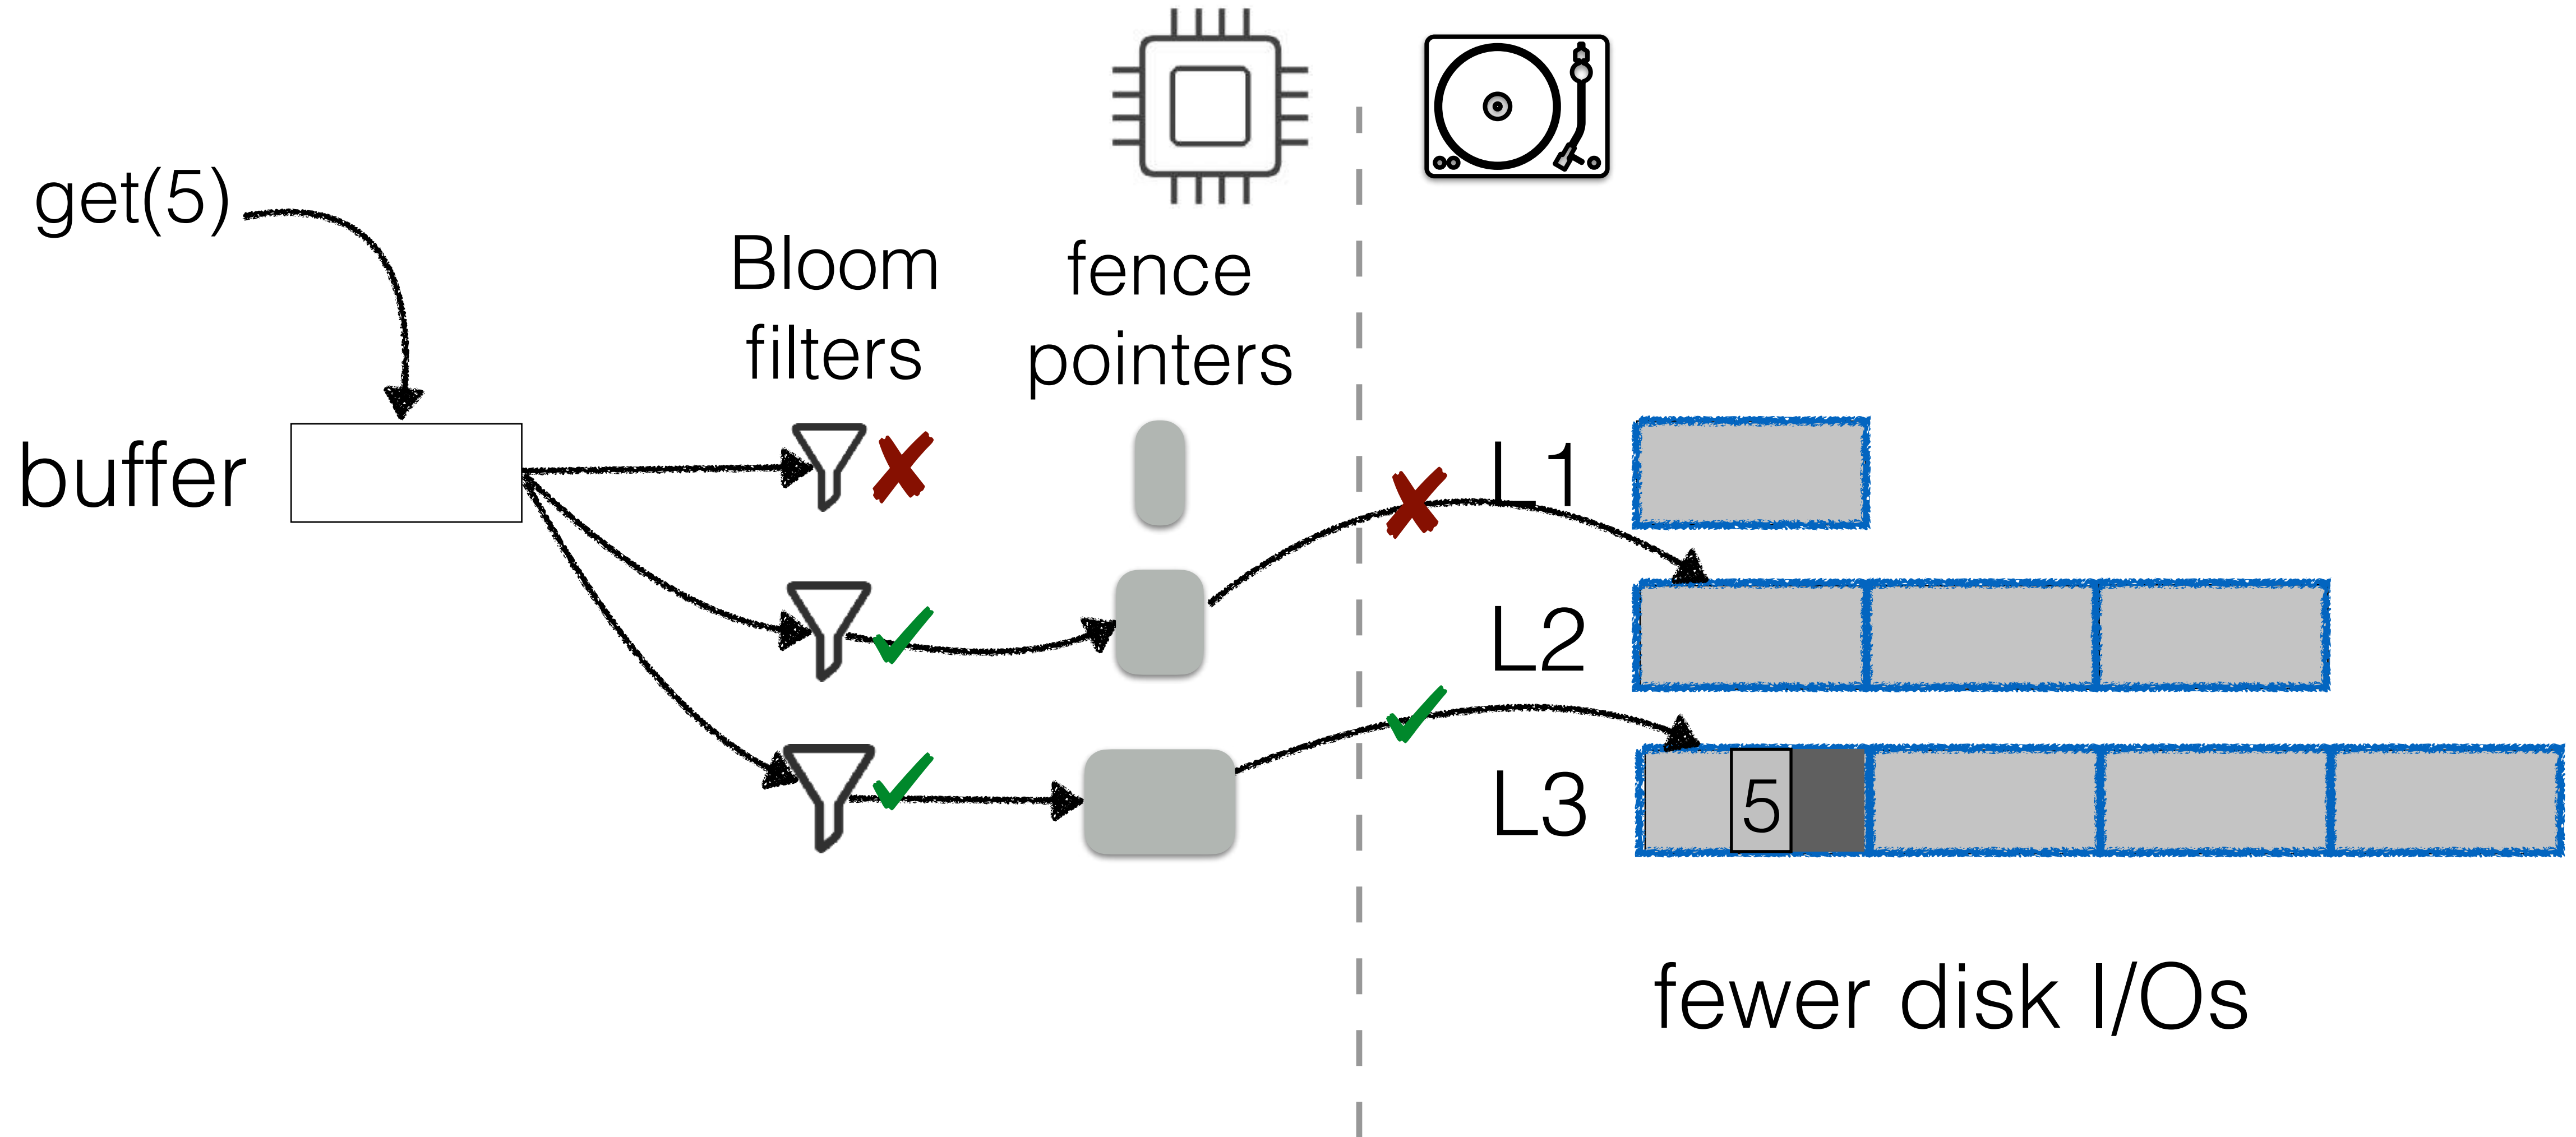 get(5)
Bloom
filters
fence
pointers
buffer
L1
L2
L3
5
fewer disk I/Os